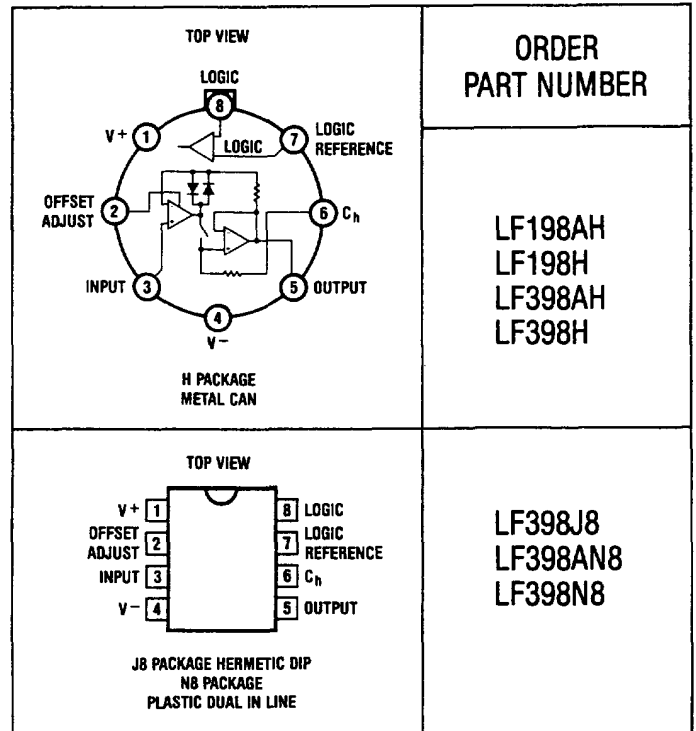 TOP VIEW
ORDER
PART NUMBER
LOGIC
8
V+ 1
LOGIC
7 LOGIC
REFERENCE
OFFSET
ADJUST 2
6 Ch
INPUT 3
5 OUTPUT
4
V−
H PACKAGE
METAL CAN
LF198AH
LF198H
LF398AH
LF398H
TOP VIEW
V+ 1
8 LOGIC
OFFSET
ADJUST 2
7 LOGIC
REFERENCE
INPUT 3
6 Ch
V− 4
5 OUTPUT
J8 PACKAGE HERMETIC DIP
N8 PACKAGE
PLASTIC DUAL IN LINE
LF398J8
LF398AN8
LF398N8